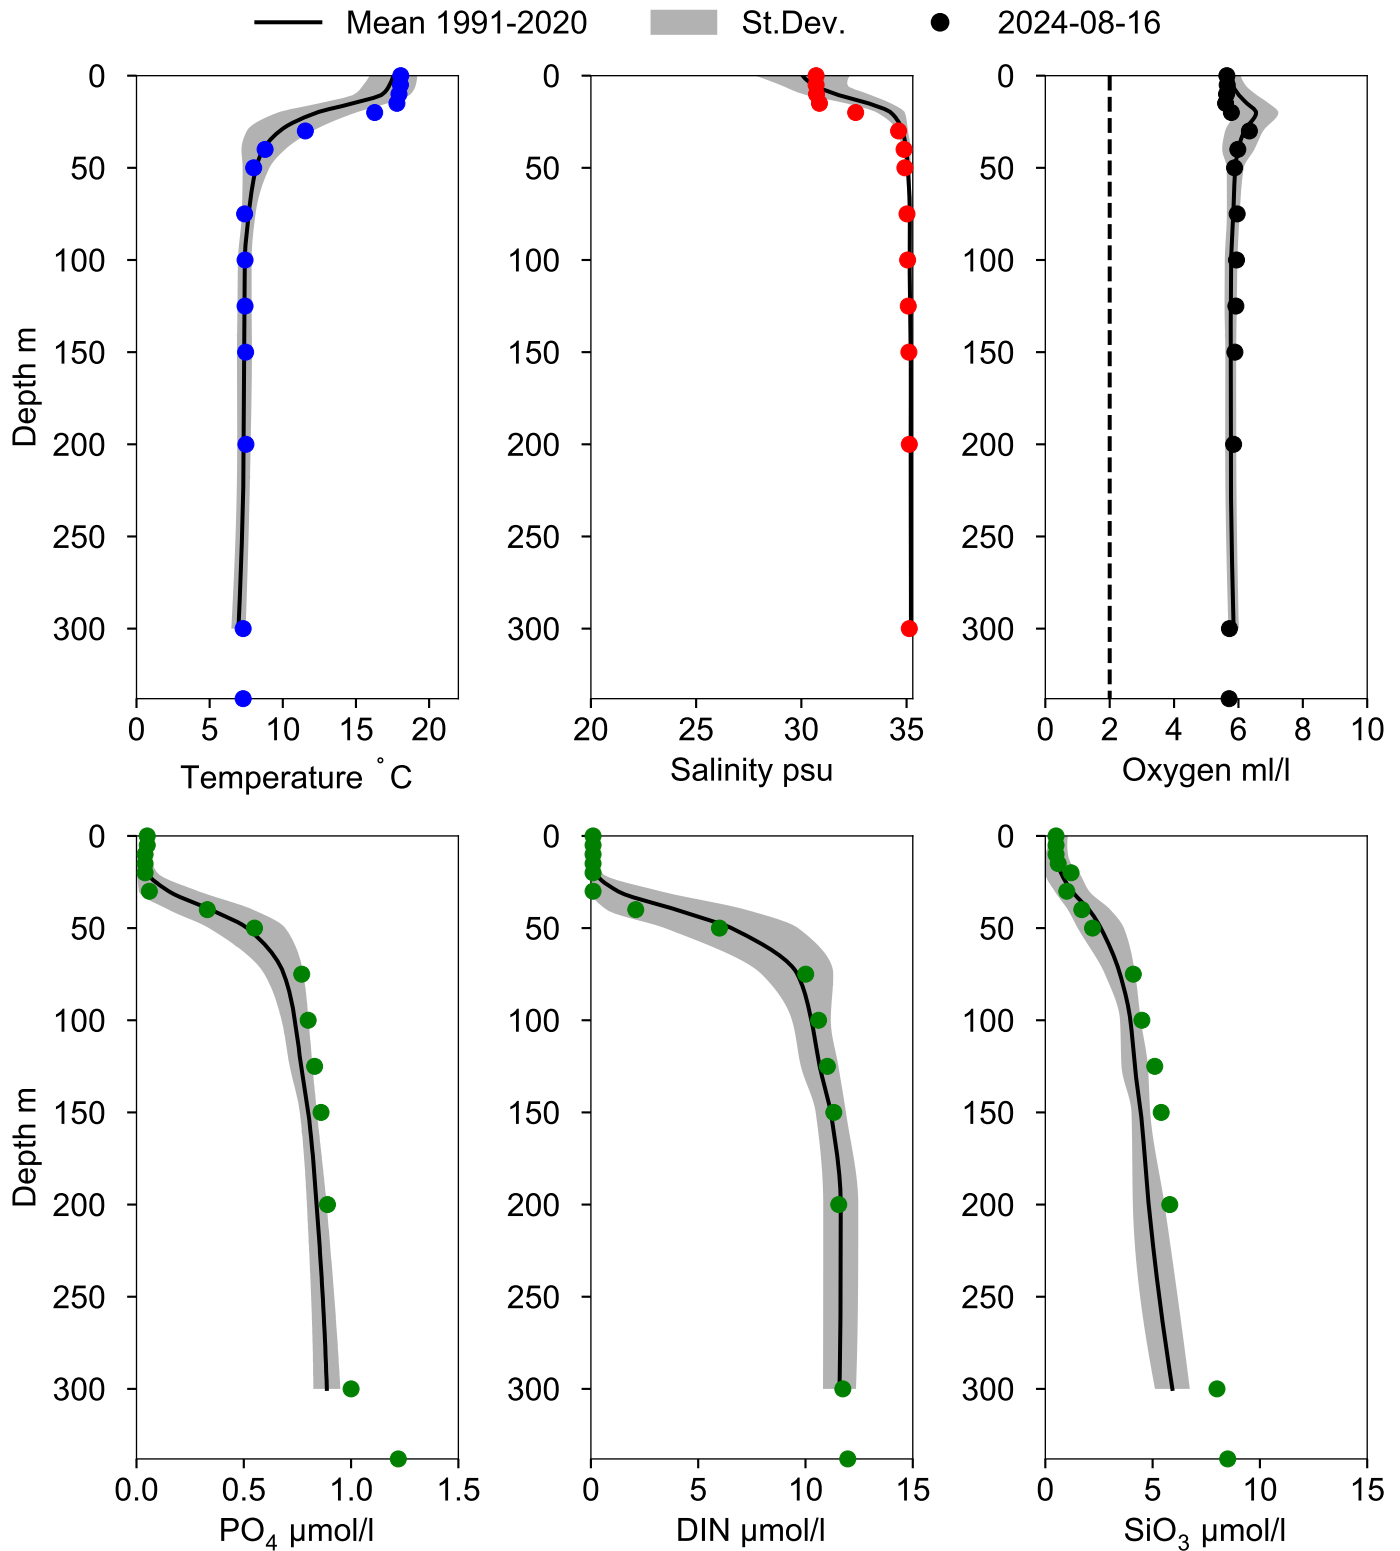 Mean 1991-2020 St.Dev. 2024-08-16
0 0 0
50 50 50
100 100 100
150 150 150
200 200 200
250 250 250
300 300 300
Depth m
0 5 10 15 20 20 25 30 35 0 2 4 6 8 10
Temperature °C Salinity psu Oxygen ml/l
0 0 0
50 50 50
100 100 100
150 150 150
200 200 200
250 250 250
300 300 300
Depth m
0.0 0.5 1.0 1.5 0 5 10 15 0 5 10 15
PO₄ µmol/l DIN µmol/l SiO₃ µmol/l